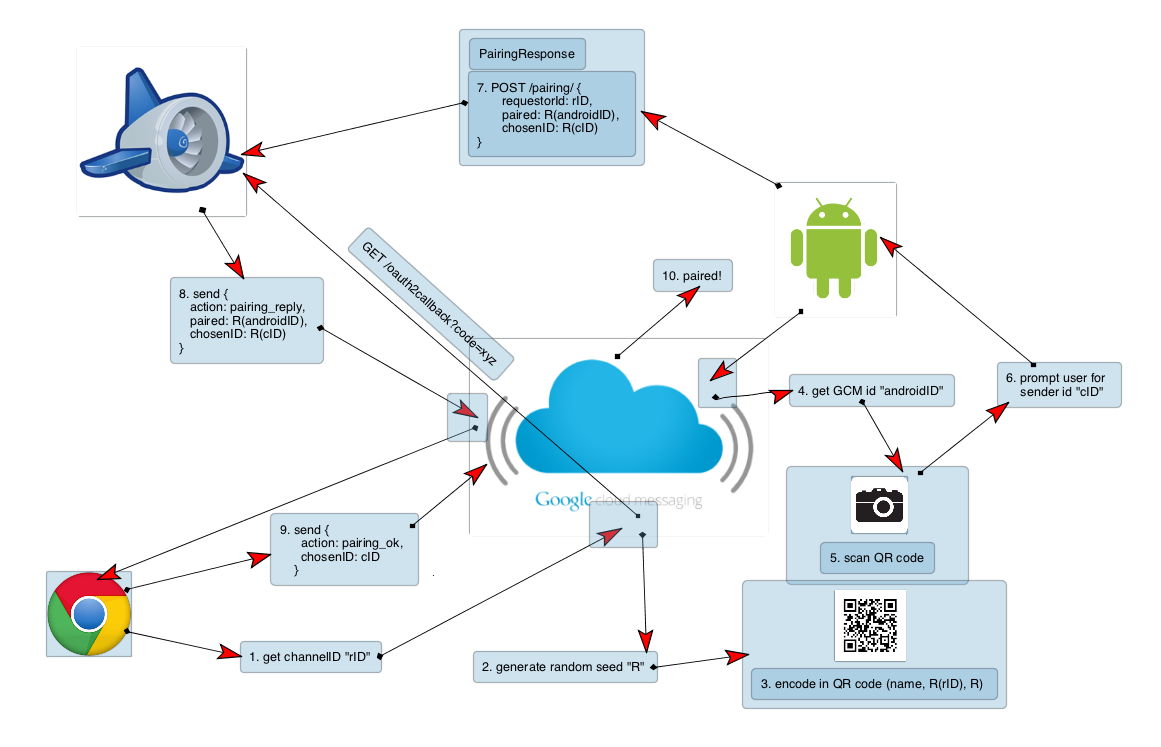 PairingResponse
7. POST /pairing/ {
requestorId: rID,
paired: R(androidID),
chosenID: R(cID)
}
GET /oauth2callback?code=xyz
10. paired!
8. send {
action: pairing_reply,
paired: R(androidID),
chosenID: R(cID)
}
4. get GCM id "androidID"
6. prompt user for
sender id "cID"
Google cloud messaging
9. send {
action: pairing_ok,
chosenID: cID
}
5. scan QR code
1. get channelID "rID"
2. generate random seed "R"
3. encode in QR code (name, R(rID), R)